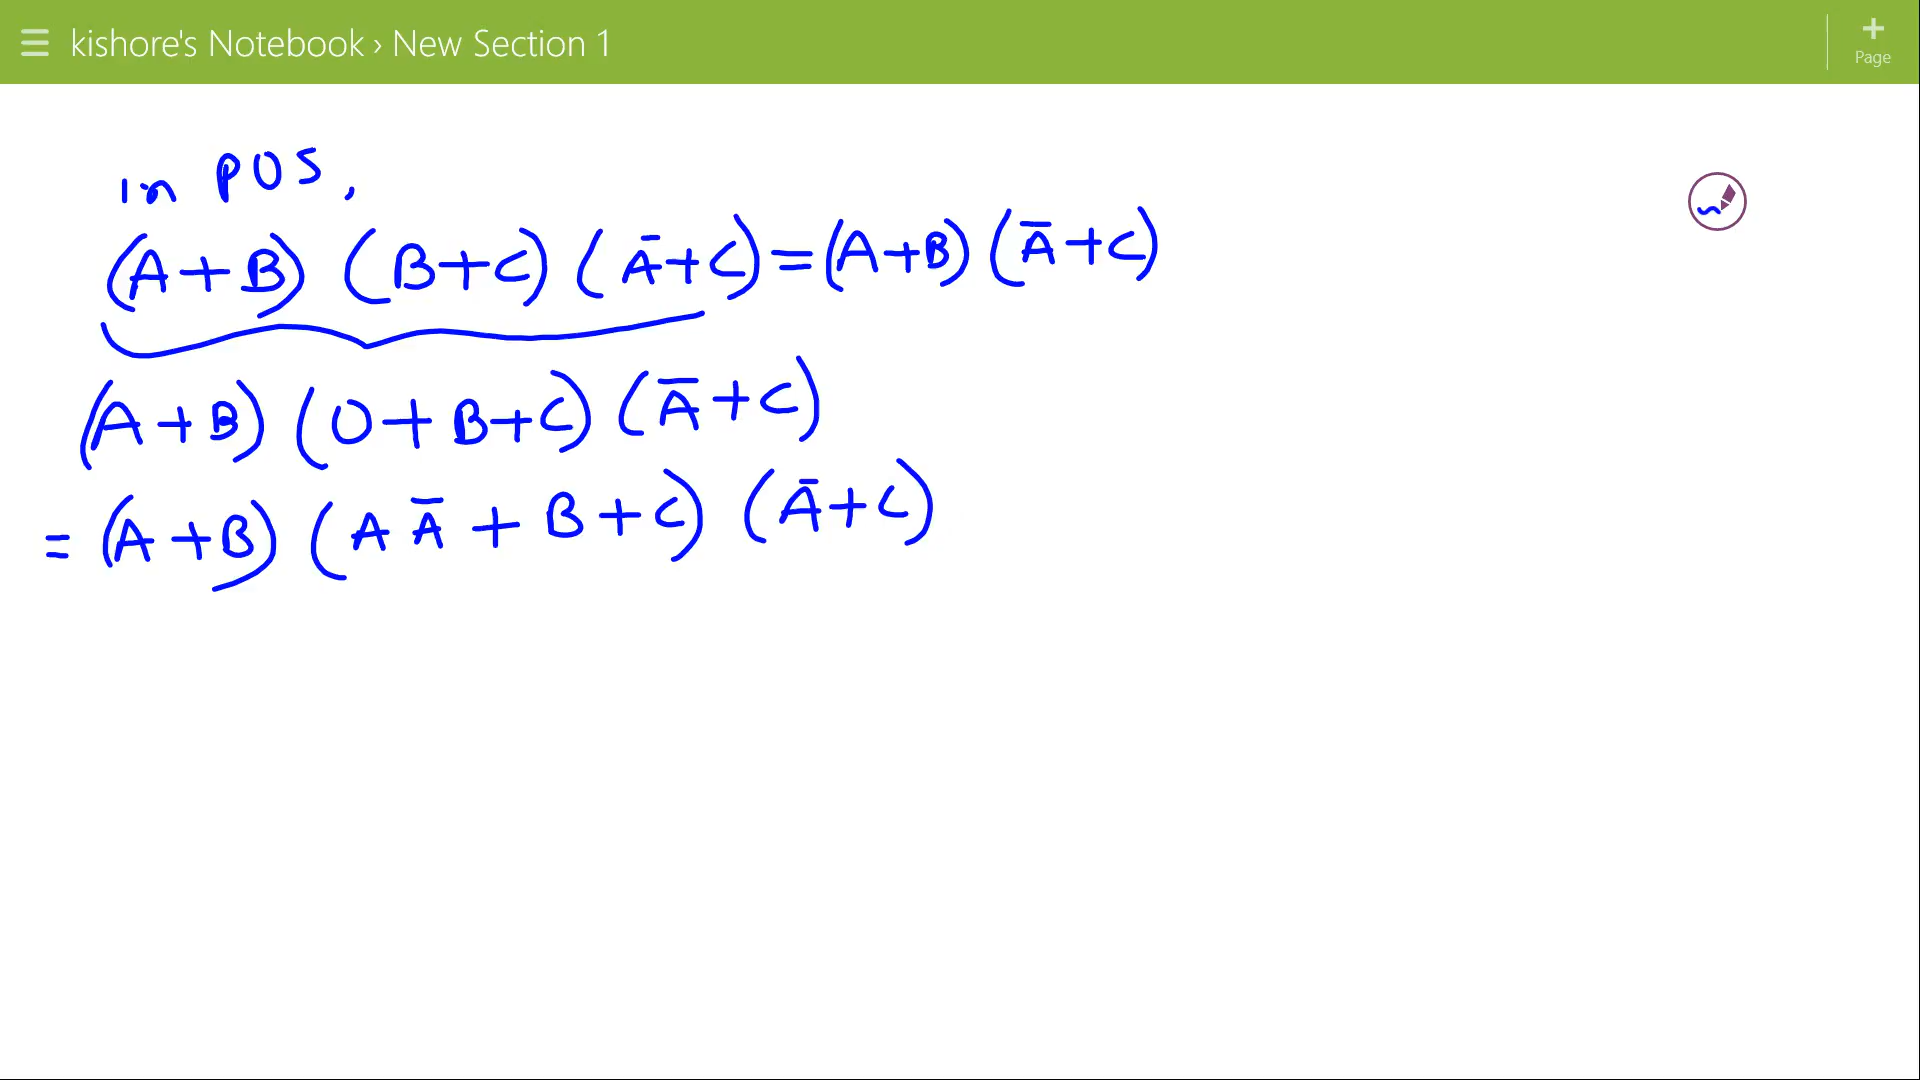 kishore's Notebook › New Section 1
+
Page
in POS,
(A+B) (B+C) (Ā+C) = (A+B) (Ā+C)
(A+B) (0+B+C) (Ā+C)
= (A+B) (AĀ+B+C) (Ā+C)